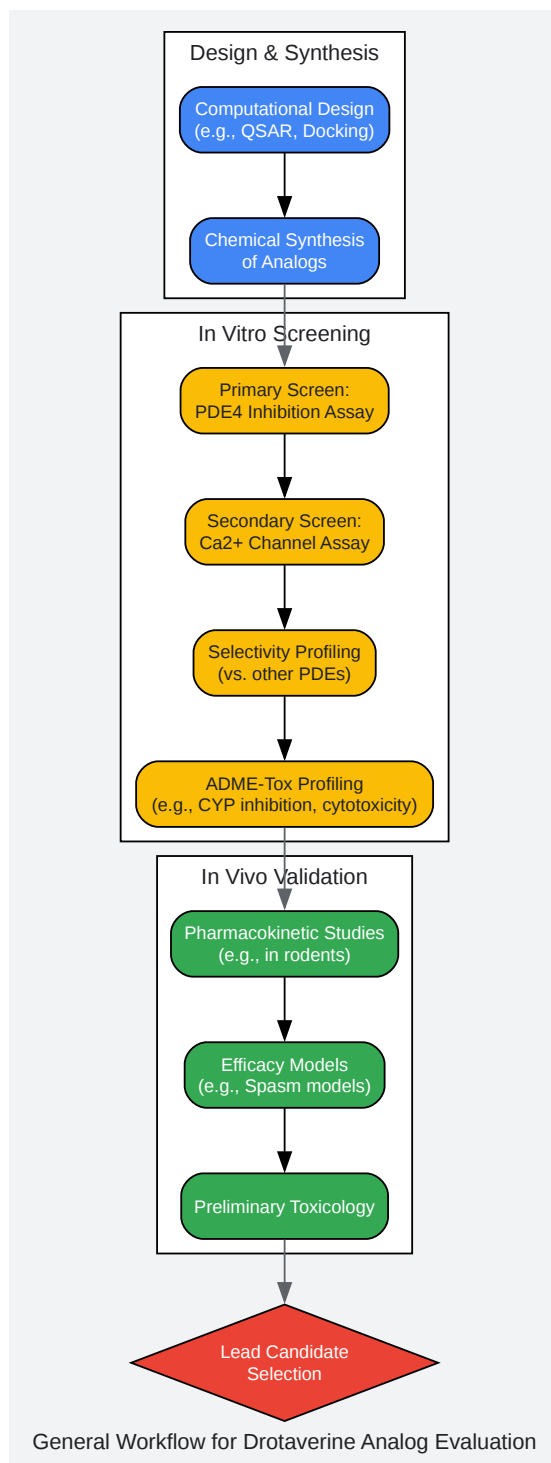 Design & Synthesis
Computational Design
(e.g., QSAR, Docking)
Chemical Synthesis
of Analogs
In Vitro Screening
Primary Screen:
PDE4 Inhibition Assay
Secondary Screen:
Ca2+ Channel Assay
Selectivity Profiling
(vs. other PDEs)
ADME-Tox Profiling
(e.g., CYP inhibition, cytotoxicity)
In Vivo Validation
Pharmacokinetic Studies
(e.g., in rodents)
Efficacy Models
(e.g., Spasm models)
Preliminary Toxicology
Lead Candidate
Selection
General Workflow for Drotaverine Analog Evaluation